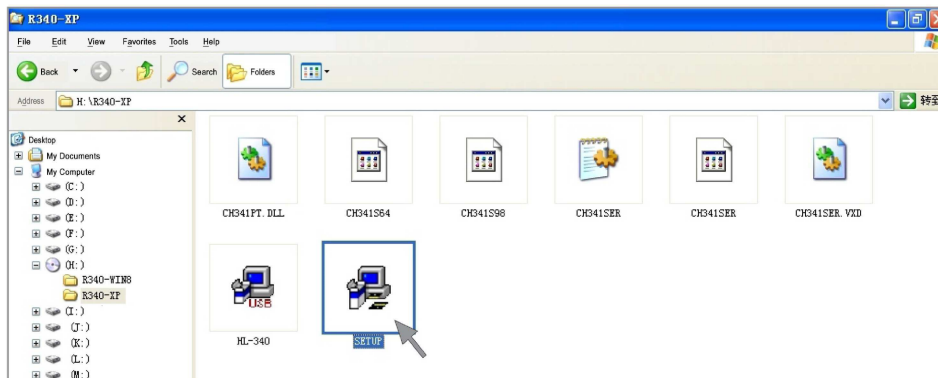 R340-XP
File Edit View Favorites Tools Help
Back Search Folders
Address H:\R340-XP 转到
Desktop
My Documents
My Computer
(C:)
(D:)
(E:)
(F:)
(G:)
(H:)
R340-WIN8
R340-XP
(I:)
(J:)
(K:)
(L:)
(M:)
CH341PT.DLL CH341S64 CH341S98 CH341SER CH341SER CH341SER.VXD
USB
HL-340 SETUP